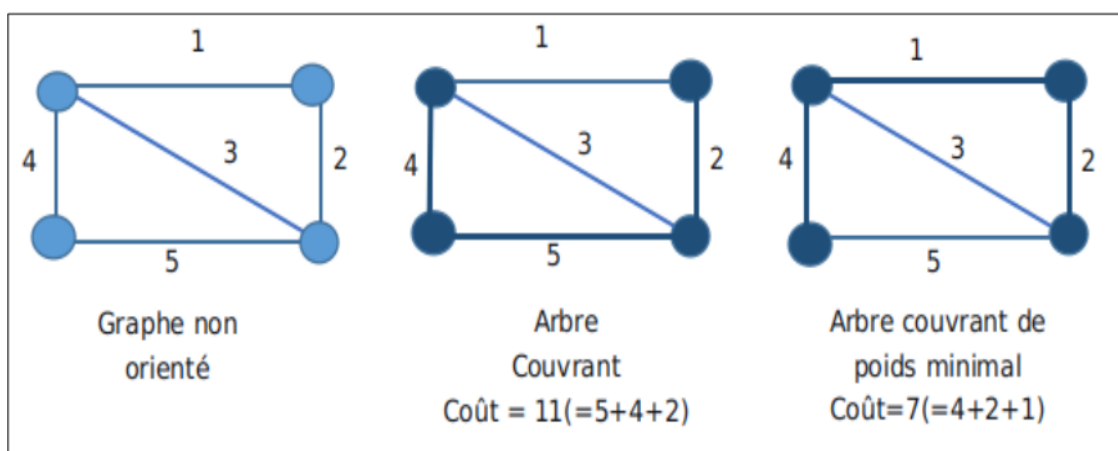 1
4
3
2
5
Graphe non
orienté
1
4
3
2
5
Arbre
Couvrant
Coût = 11(=5+4+2)
1
4
3
2
5
Arbre couvrant de
poids minimal
Coût=7(=4+2+1)